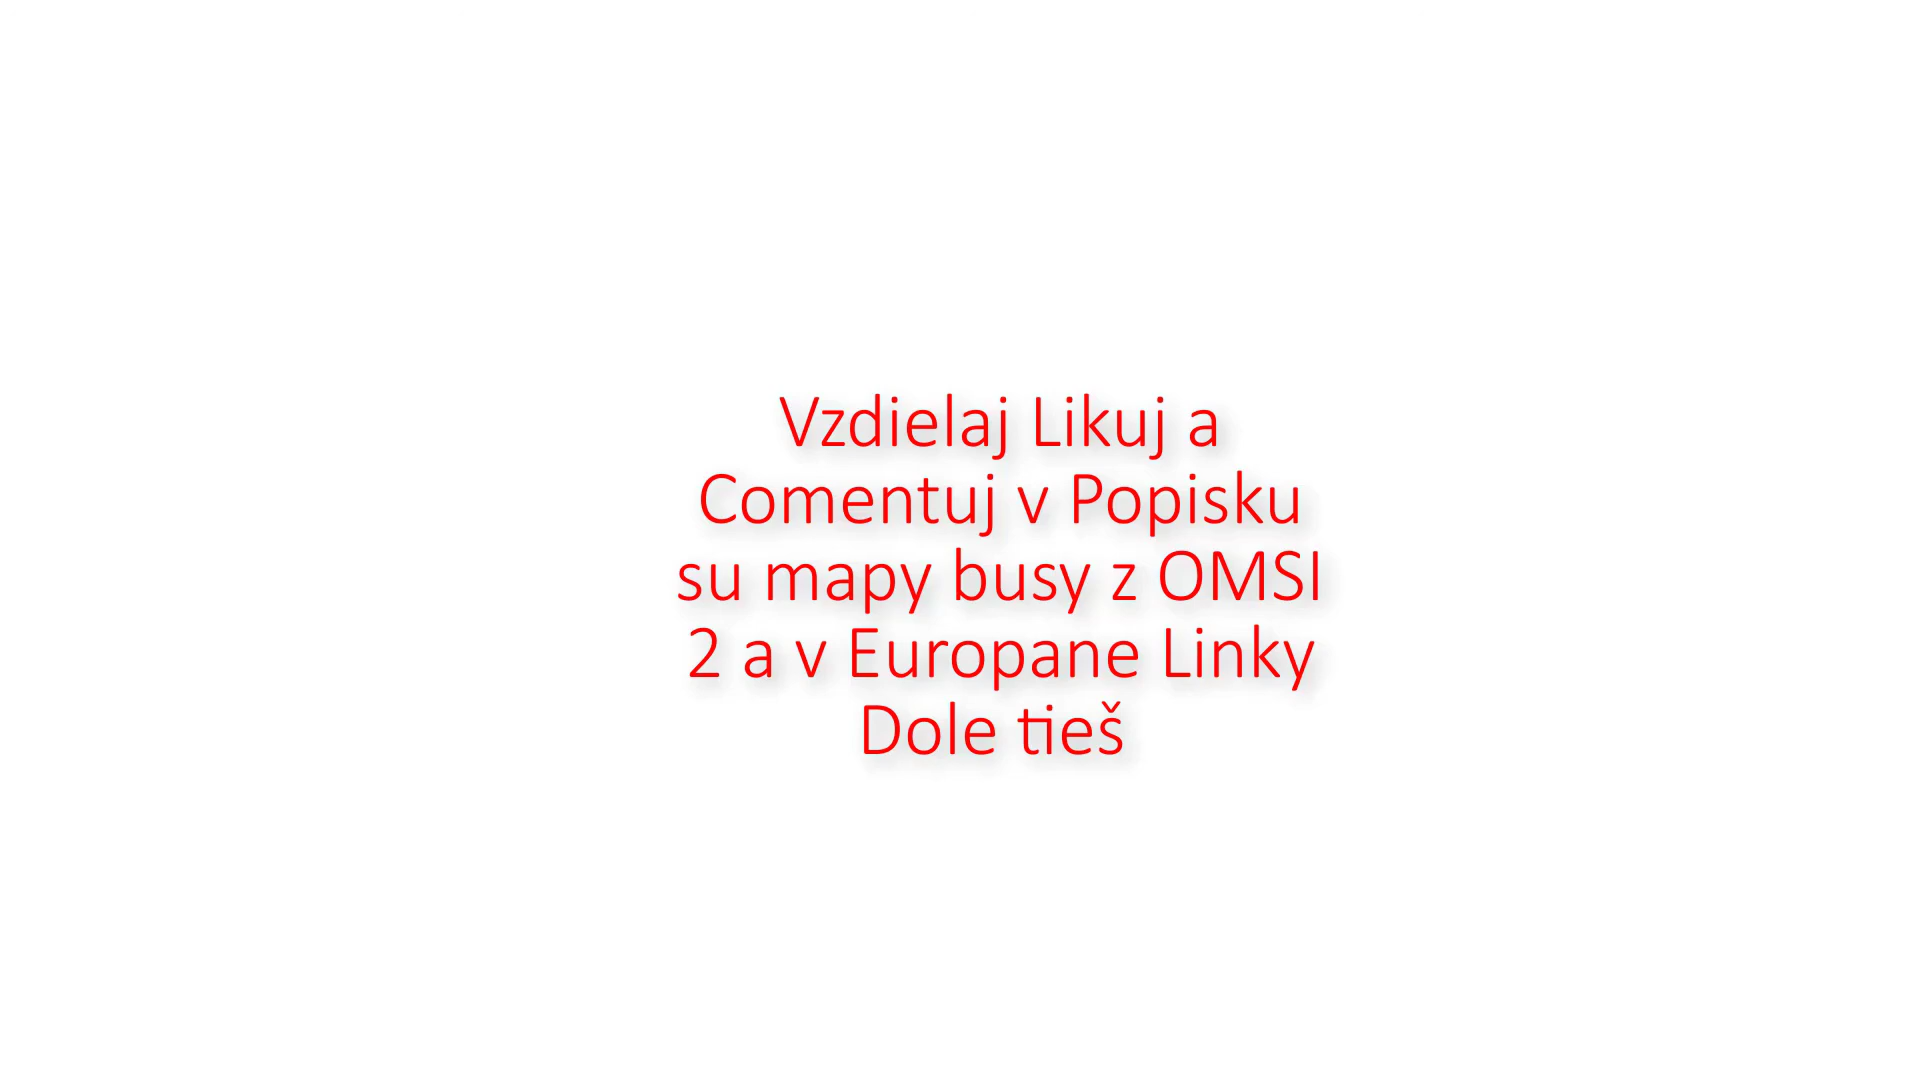 Vzdielaj Likuj a
Comentuj v Popisku
su mapy busy z OMSI
2 a v Europane Linky
Dole tieš